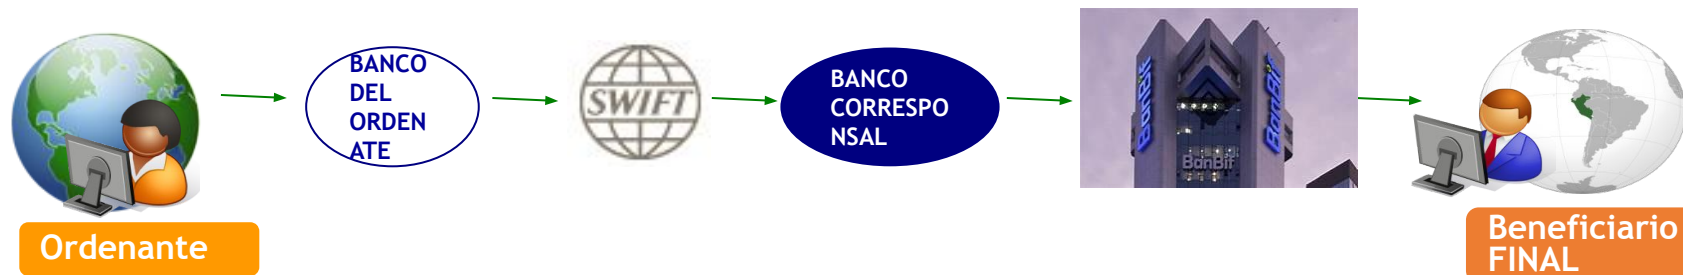 BANCO
DEL
ORDEN
ATE
SWIFT
BANCO
CORRESPO
NSAL
BanBif
BanBif
BanBif
Ordenante
Beneficiario
FINAL